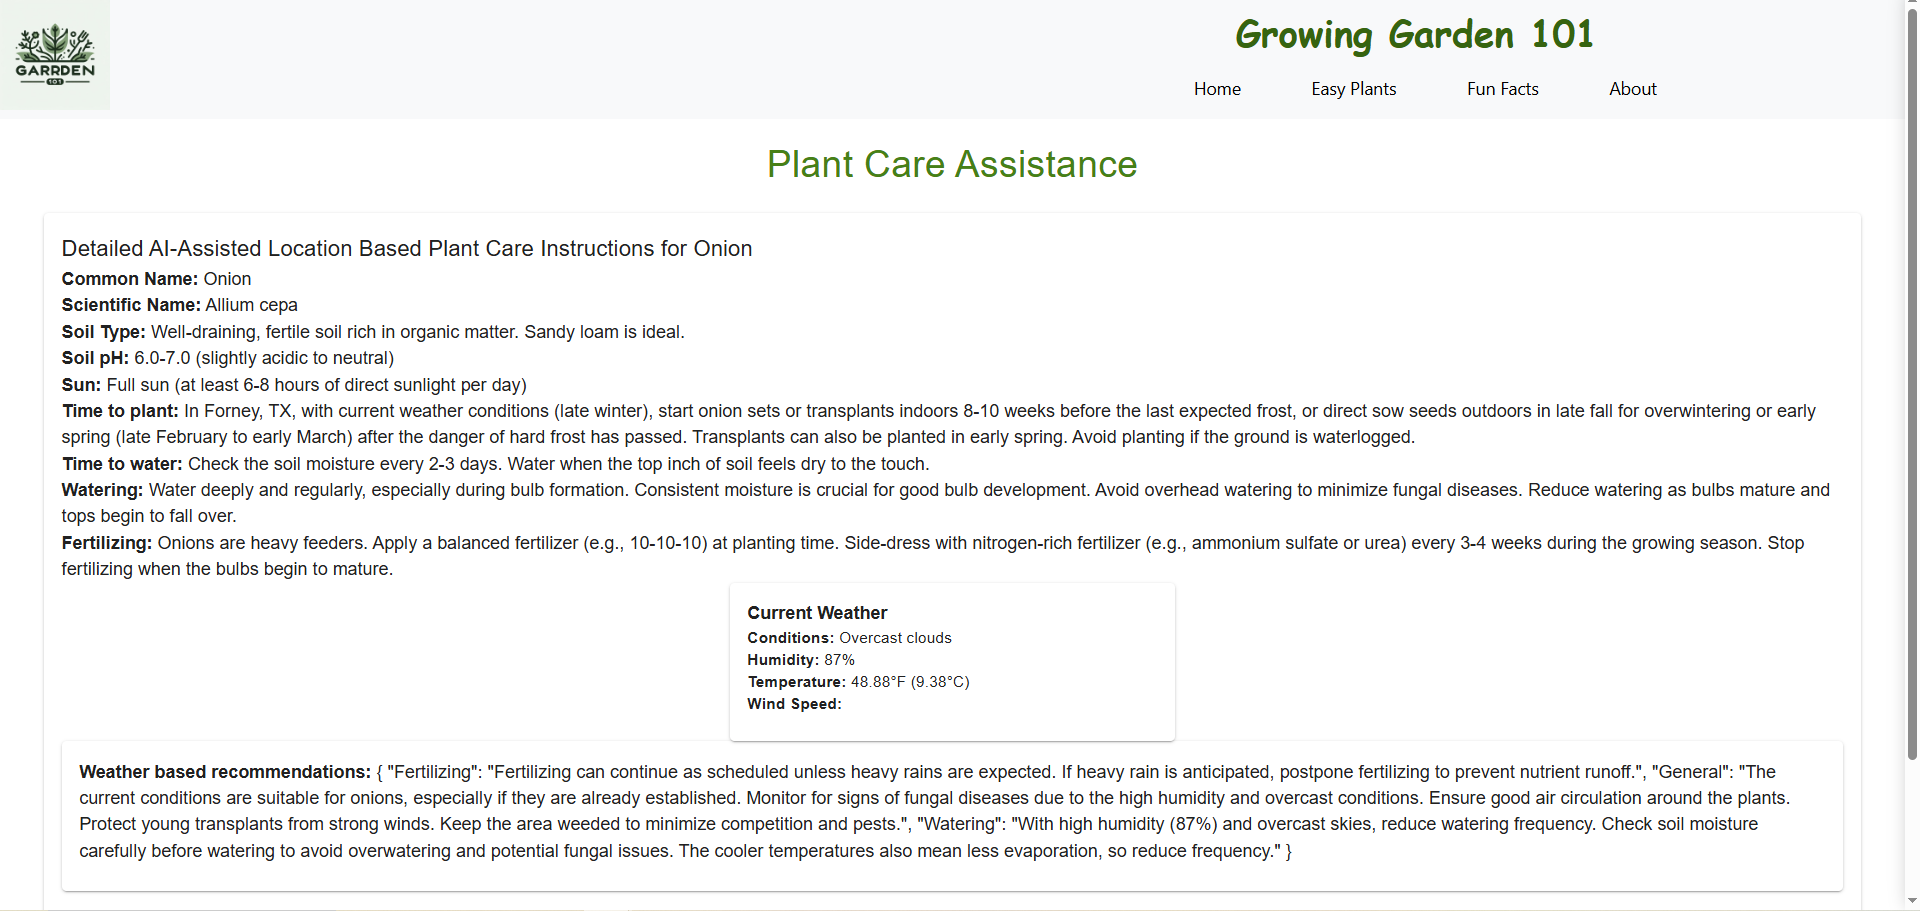 GARRDEN
101
Growing Garden 101
Home Easy Plants Fun Facts About
Plant Care Assistance
Detailed AI-Assisted Location Based Plant Care Instructions for Onion
Common Name: Onion
Scientific Name: Allium cepa
Soil Type: Well-draining, fertile soil rich in organic matter. Sandy loam is ideal.
Soil pH: 6.0-7.0 (slightly acidic to neutral)
Sun: Full sun (at least 6-8 hours of direct sunlight per day)
Time to plant: In Forney, TX, with current weather conditions (late winter), start onion sets or transplants indoors 8-10 weeks before the last expected frost, or direct sow seeds outdoors in late fall for overwintering or early
spring (late February to early March) after the danger of hard frost has passed. Transplants can also be planted in early spring. Avoid planting if the ground is waterlogged.
Time to water: Check the soil moisture every 2-3 days. Water when the top inch of soil feels dry to the touch.
Watering: Water deeply and regularly, especially during bulb formation. Consistent moisture is crucial for good bulb development. Avoid overhead watering to minimize fungal diseases. Reduce watering as bulbs mature and
tops begin to fall over.
Fertilizing: Onions are heavy feeders. Apply a balanced fertilizer (e.g., 10-10-10) at planting time. Side-dress with nitrogen-rich fertilizer (e.g., ammonium sulfate or urea) every 3-4 weeks during the growing season. Stop
fertilizing when the bulbs begin to mature.
Current Weather
Conditions: Overcast clouds
Humidity: 87%
Temperature: 48.88°F (9.38°C)
Wind Speed:
Weather based recommendations: { "Fertilizing": "Fertilizing can continue as scheduled unless heavy rains are expected. If heavy rain is anticipated, postpone fertilizing to prevent nutrient runoff.", "General": "The
current conditions are suitable for onions, especially if they are already established. Monitor for signs of fungal diseases due to the high humidity and overcast conditions. Ensure good air circulation around the plants.
Protect young transplants from strong winds. Keep the area weeded to minimize competition and pests.", "Watering": "With high humidity (87%) and overcast skies, reduce watering frequency. Check soil moisture
carefully before watering to avoid overwatering and potential fungal issues. The cooler temperatures also mean less evaporation, so reduce frequency." }